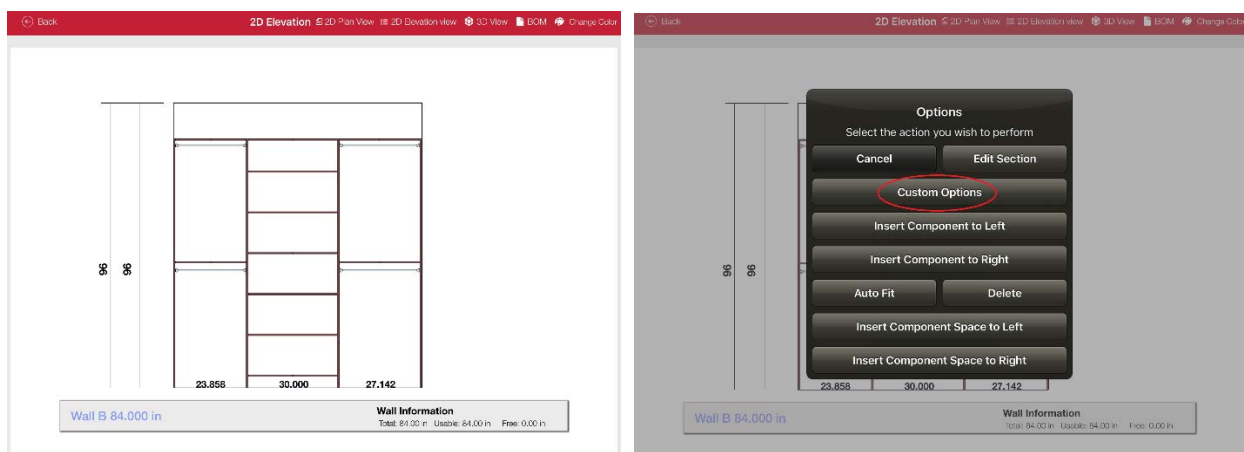 Back 2D Elevation 2D Plan View 2D Elevation view 3D View BOM Change Color
96 96
23.858 30.000 27.142
Wall B 84.000 in
Wall Information
Total: 84.00 in Usable: 84.00 in Free: 0.00 in
Back 2D Elevation 2D Plan View 2D Elevation view 3D View BOM Change Color
Options
Select the action you wish to perform
Cancel Edit Section
Custom Options
Insert Component to Left
Insert Component to Right
Auto Fit Delete
Insert Component Space to Left
Insert Component Space to Right
96 96
23.858 30.000 27.142
Wall B 84.000 in
Wall Information
Total: 84.00 in Usable: 84.00 in Free: 0.00 in